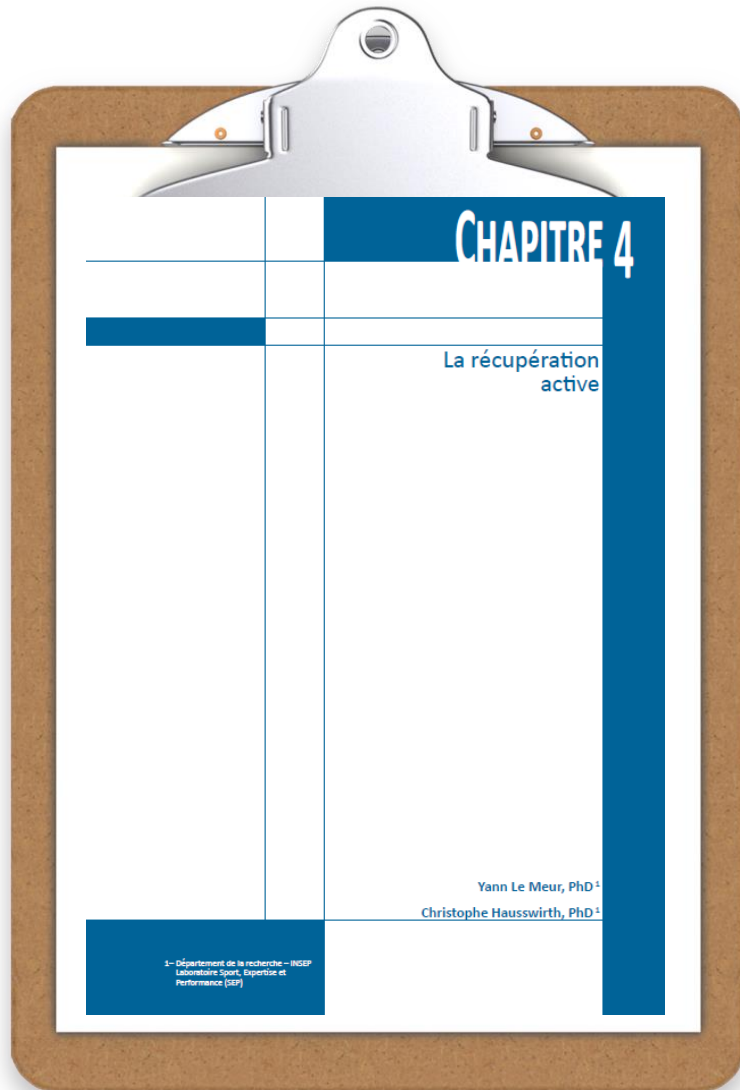 CHAPITRE 4
La récupération
active
Yann Le Meur, PhD 1
Christophe Hausswirth, PhD 1
1– Département de la recherche – INSEP
Laboratoire Sport, Expertise et
Performance (SEP)